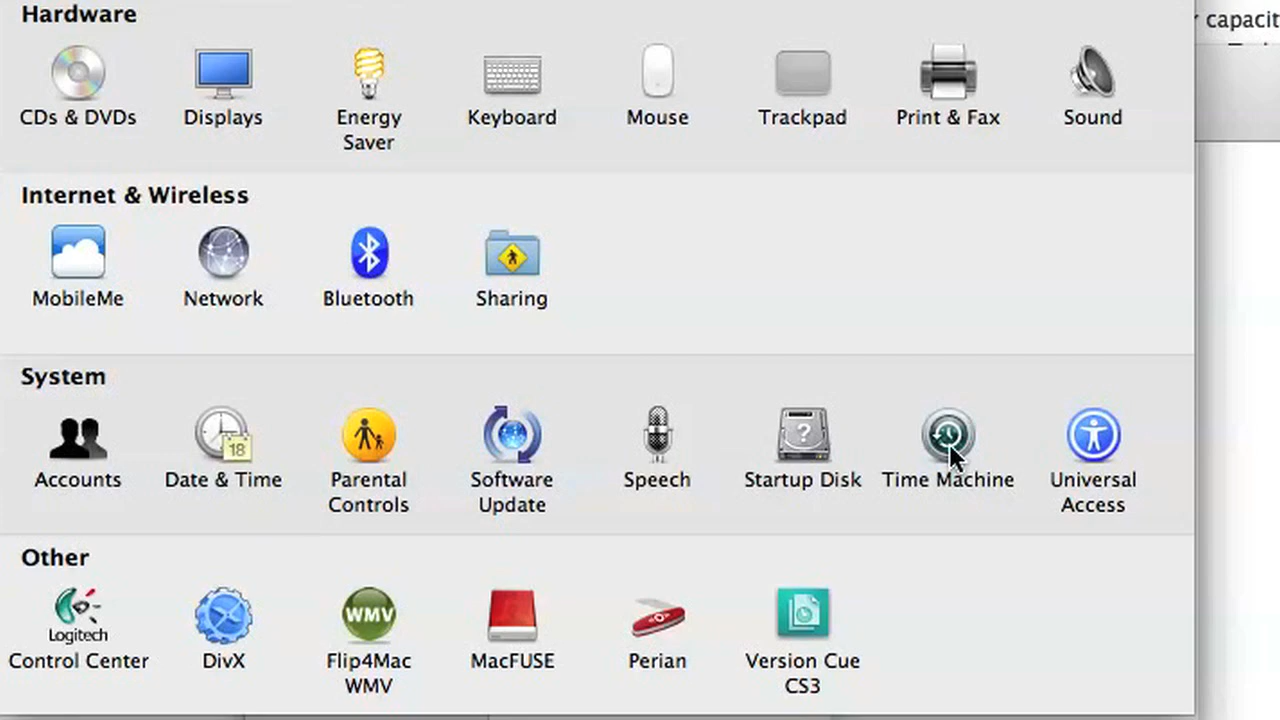 Hardware
capacit
CDs & DVDs
Displays
Energy
Saver
Keyboard
Mouse
Trackpad
Print & Fax
Sound
Internet & Wireless
MobileMe
Network
Bluetooth
Sharing
System
18
?
Accounts
Date & Time
Parental
Controls
Software
Update
Speech
Startup Disk
Time Machine
Universal
Access
Other
Logitech
WMV
Control Center
DivX
Flip4Mac
WMV
MacFUSE
Perian
Version Cue
CS3